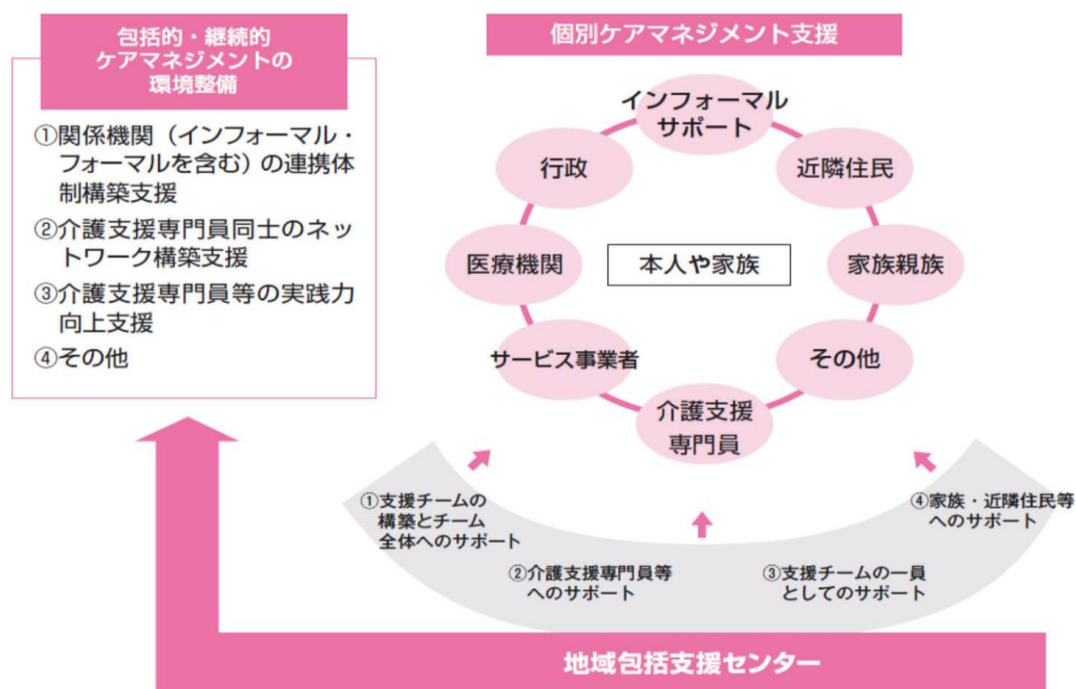 包括的・継続的
ケアマネジメントの
環境整備
①関係機関（インフォーマル・
フォーマルを含む）の連携体
制構築支援
②介護支援専門員同士のネッ
トワーク構築支援
③介護支援専門員等の実践力
向上支援
④その他
個別ケアマネジメント支援
インフォーマル
サポート
行政
近隣住民
医療機関
本人や家族
家族親族
サービス事業者
その他
介護支援
専門員
①支援チームの
構築とチーム
全体へのサポート
②介護支援専門員等
へのサポート
③支援チームの一員
としてのサポート
④家族・近隣住民等
へのサポート
地域包括支援センター